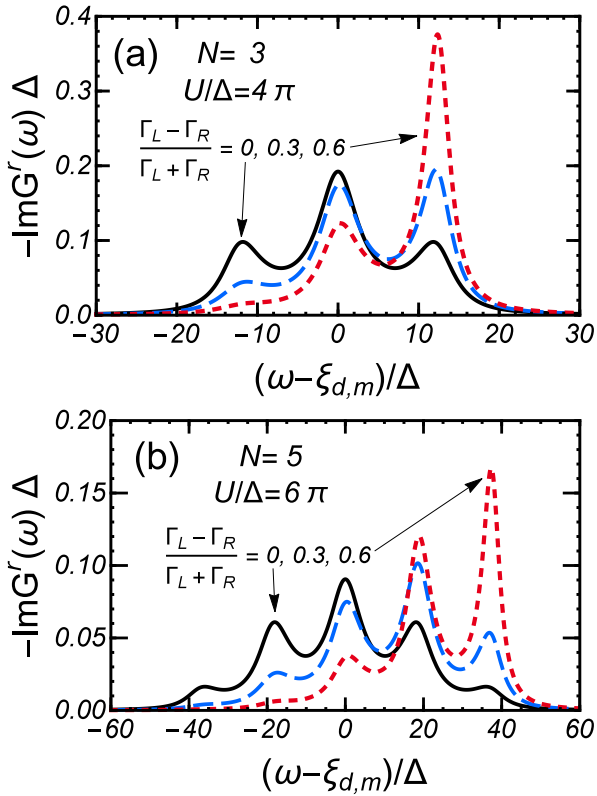 0.4
0.3
0.2
0.1
0.0
(a)
N= 3
U/Δ=4 π
Γ_L − Γ_R
Γ_L + Γ_R
= 0, 0.3, 0.6
−ImG^r(ω) Δ
−30 −20 −10 0 10 20 30
(ω−ξ_{d,m})/Δ
0.20
0.15
0.10
0.05
0.00
(b)
N= 5
U/Δ=6 π
Γ_L − Γ_R
Γ_L + Γ_R
= 0, 0.3, 0.6
−ImG^r(ω) Δ
−60 −40 −20 0 20 40 60
(ω−ξ_{d,m})/Δ